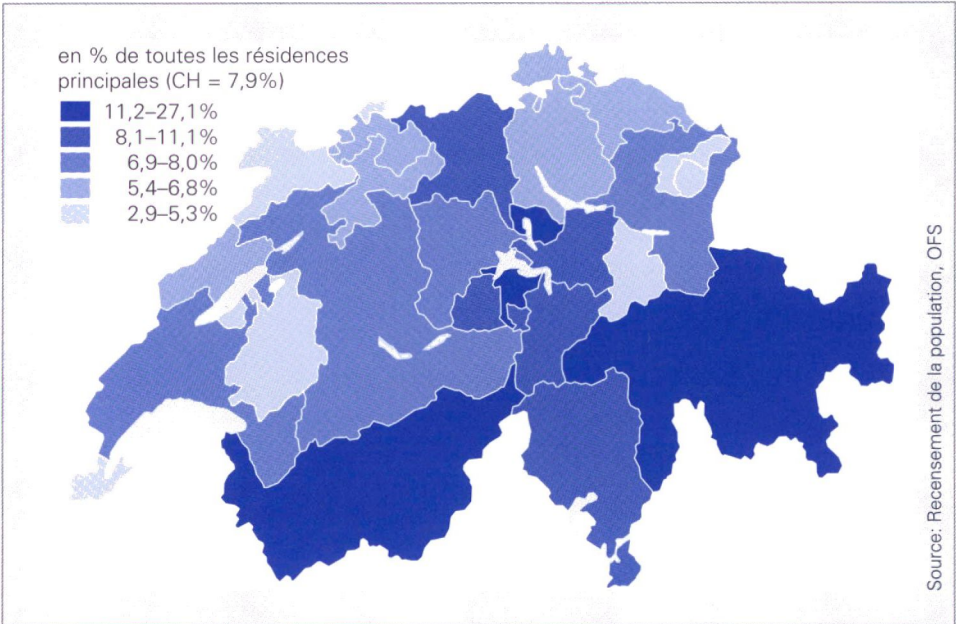 en % de toutes les résidences
principales (CH = 7,9%)
11,2–27,1%
8,1–11,1%
6,9–8,0%
5,4–6,8%
2,9–5,3%
Source: Recensement de la population, OFS